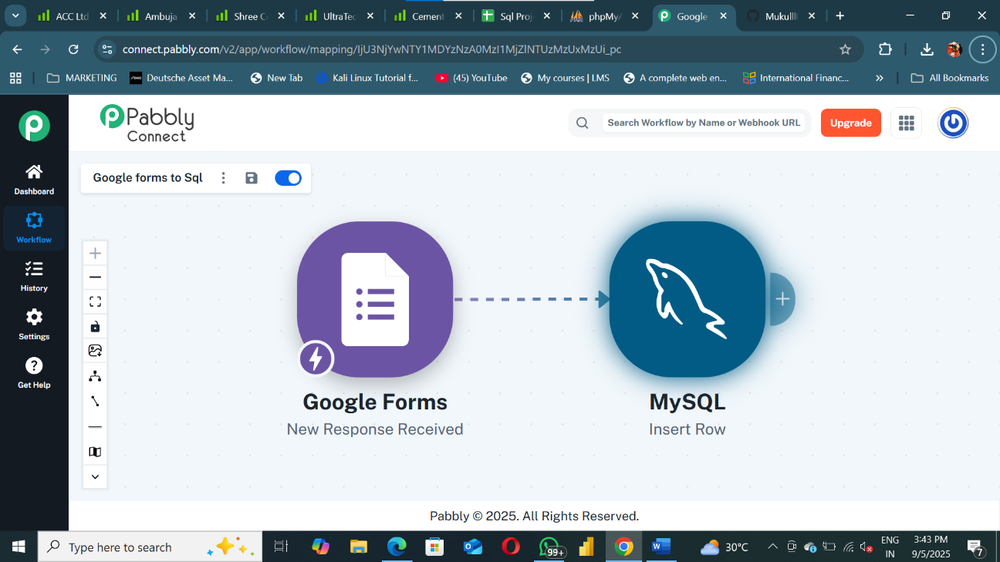 ACC Ltd
Ambuja
Shree C
UltraTec
Cement
Sql Proj
phpMyA
Google
Mukulll
connect.pabbly.com/v2/app/workflow/mapping/IjU3NjYwNTY1MDYzNzA0MzI1MjZlNTUzMzUxMzUi_pc
MARKETING
Deutsche Asset Ma...
New Tab
Kali Linux Tutorial f...
(45) YouTube
My courses | LMS
A complete web en...
International Financ...
»
All Bookmarks
Pabbly
Connect
Search Workflow by Name or Webhook URL
Upgrade
Google forms to Sql
Dashboard
Workflow
History
Settings
Get Help
Google Forms
New Response Received
MySQL
Insert Row
Pabbly © 2025. All Rights Reserved.
Type here to search
99+
30°C
ENG
IN
3:43 PM
9/5/2025
7